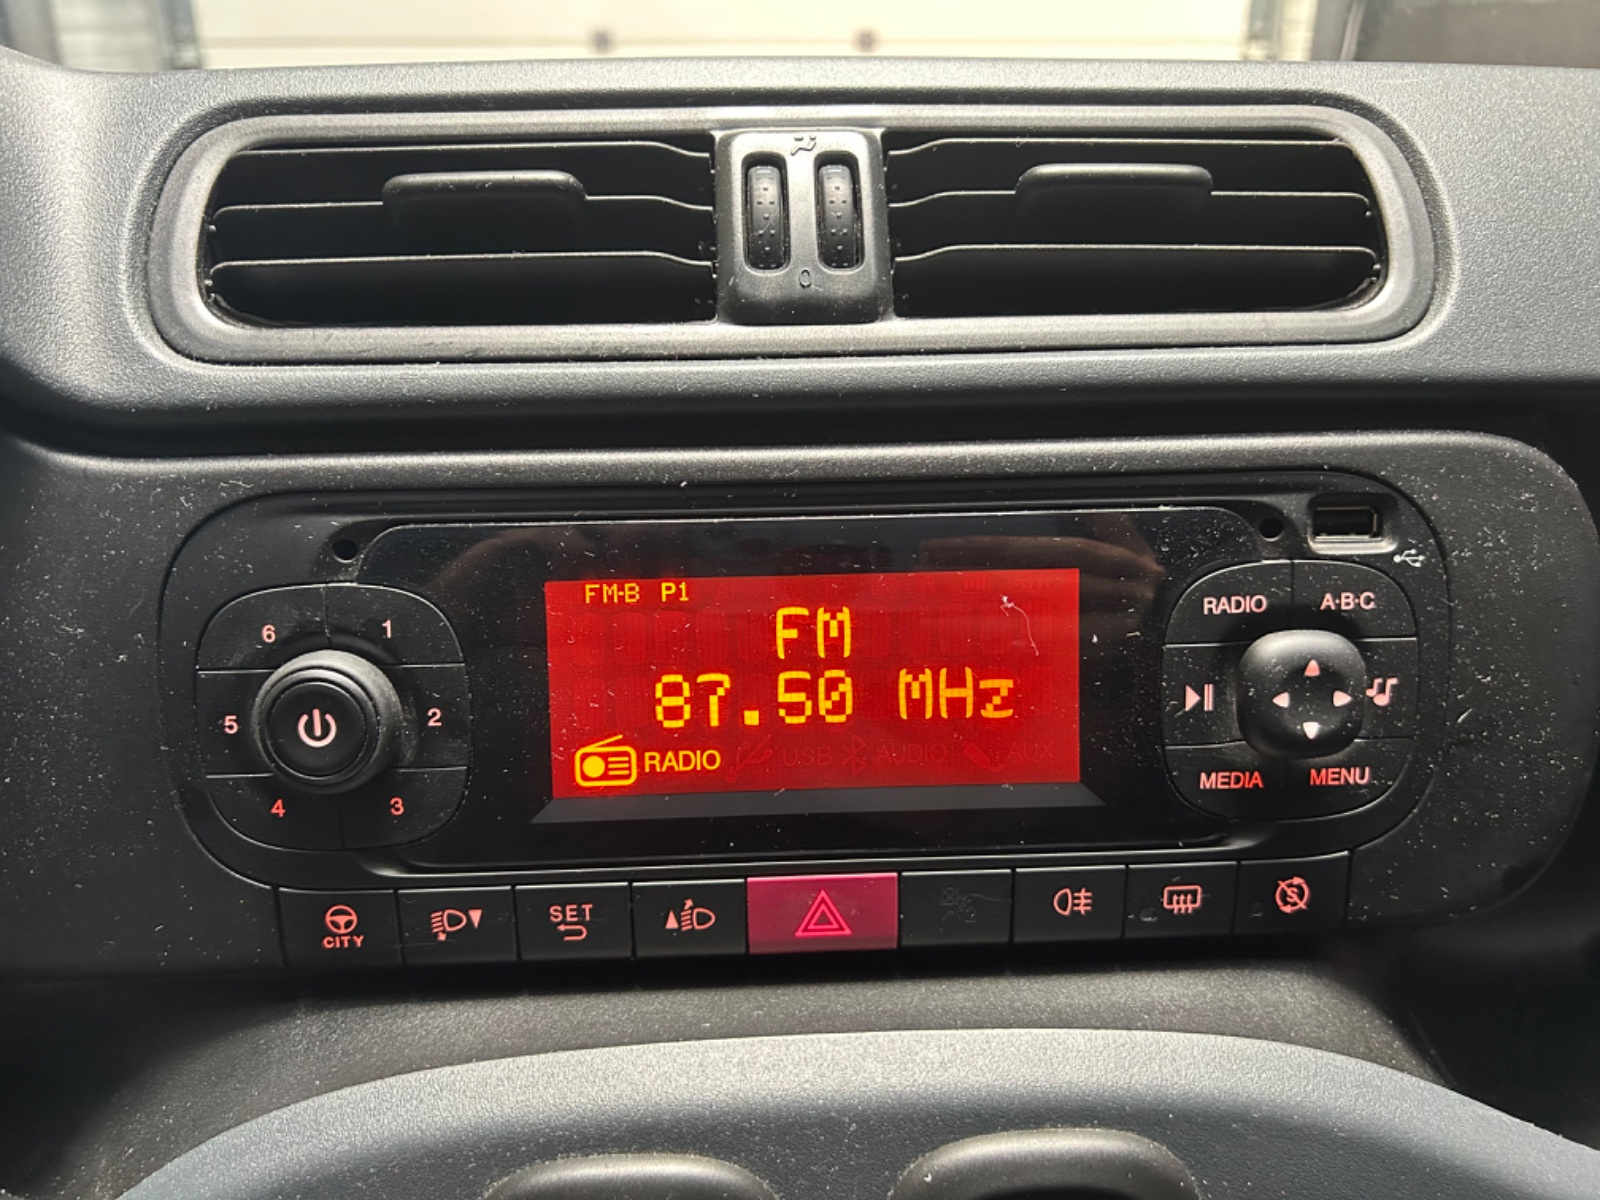 0
FM-B P1
FM
87.50 MHz
RADIO USB AUDIO AUX
6 1
5 2
4 3
RADIO A·B·C
MEDIA MENU
CITY
SET